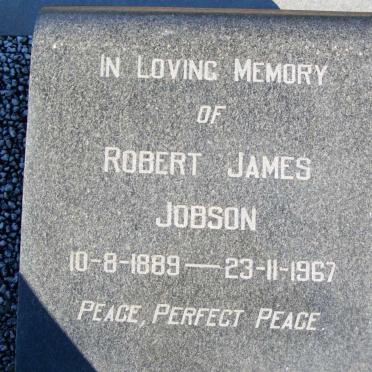 IN LOVING MEMORY
OF
ROBERT JAMES
JOBSON
10-8-1889 — 23-11-1967
PEACE, PERFECT PEACE.